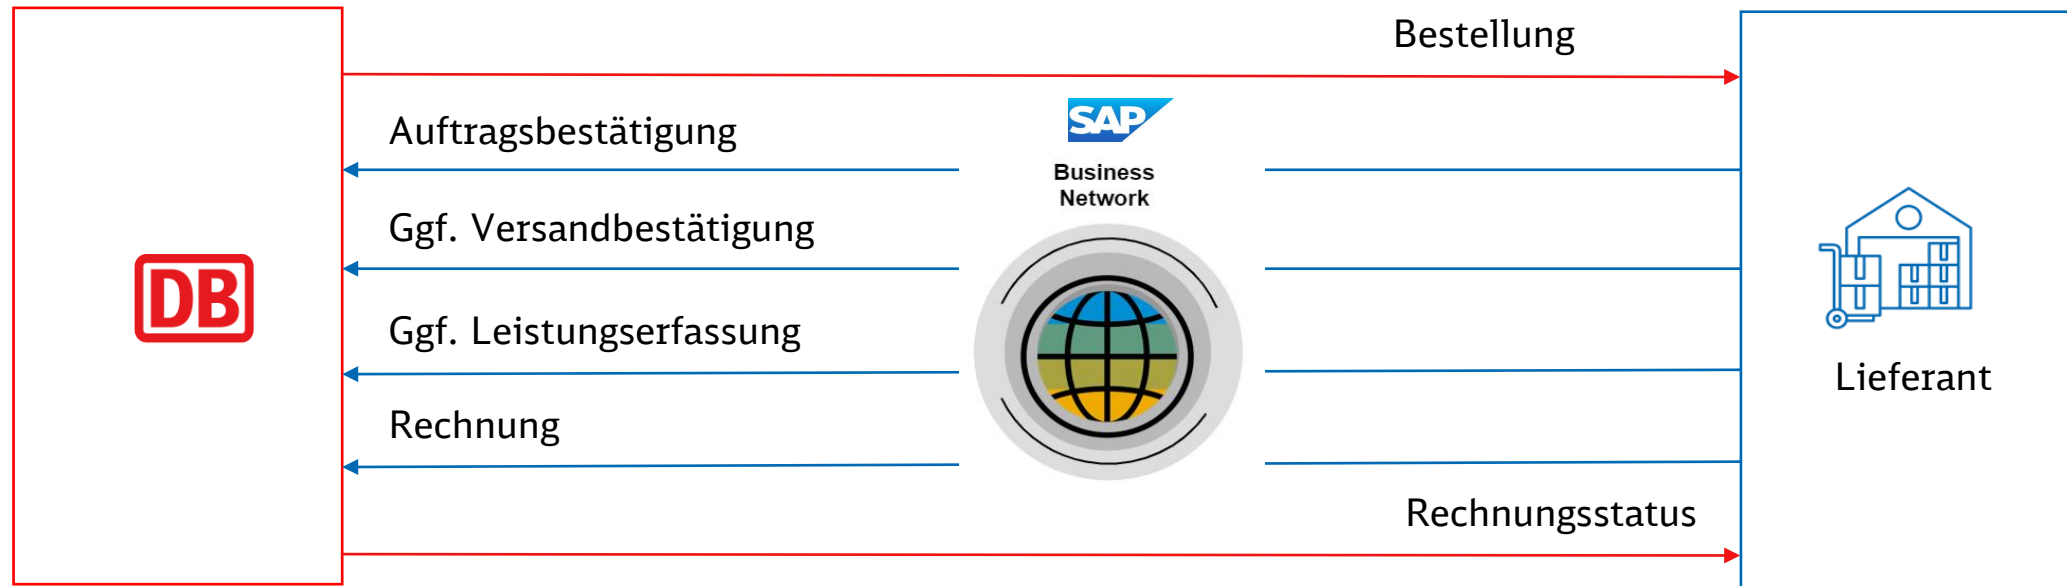 Bestellung
SAP
Auftragsbestätigung
Business
Network
Ggf. Versandbestätigung
DB
Ggf. Leistungserfassung
Lieferant
Rechnung
Rechnungsstatus